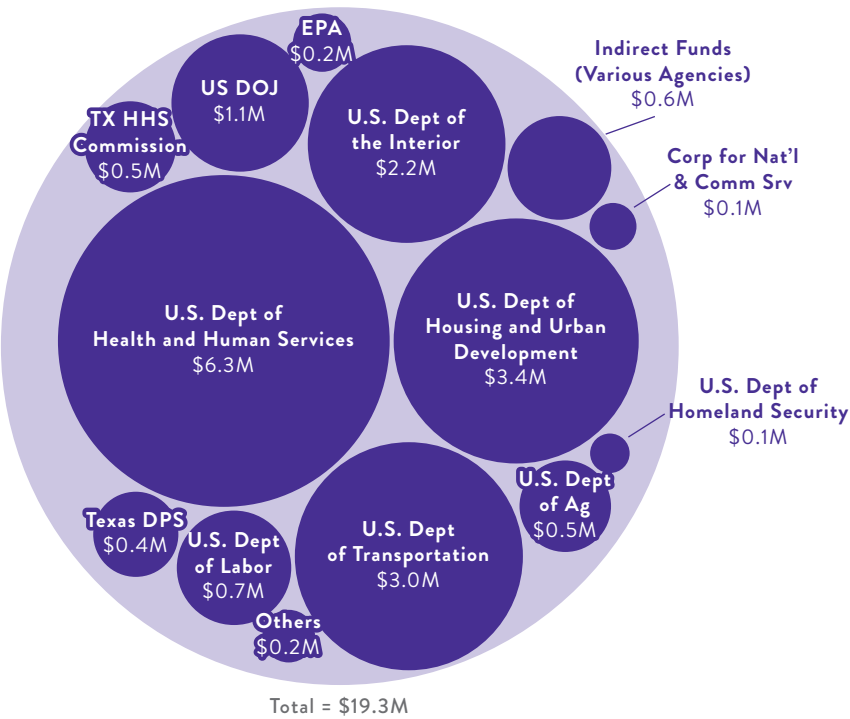 EPA
$0.2M
US DOJ
$1.1M
TX HHS
Commission
$0.5M
U.S. Dept of
the Interior
$2.2M
Indirect Funds
(Various Agencies)
$0.6M
Corp for Nat'l
& Comm Srv
$0.1M
U.S. Dept of
Health and Human Services
$6.3M
U.S. Dept of
Housing and Urban
Development
$3.4M
U.S. Dept of
Homeland Security
$0.1M
U.S. Dept
of Ag
$0.5M
Texas DPS
$0.4M
U.S. Dept
of Labor
$0.7M
U.S. Dept
of Transportation
$3.0M
Others
$0.2M
Total = $19.3M